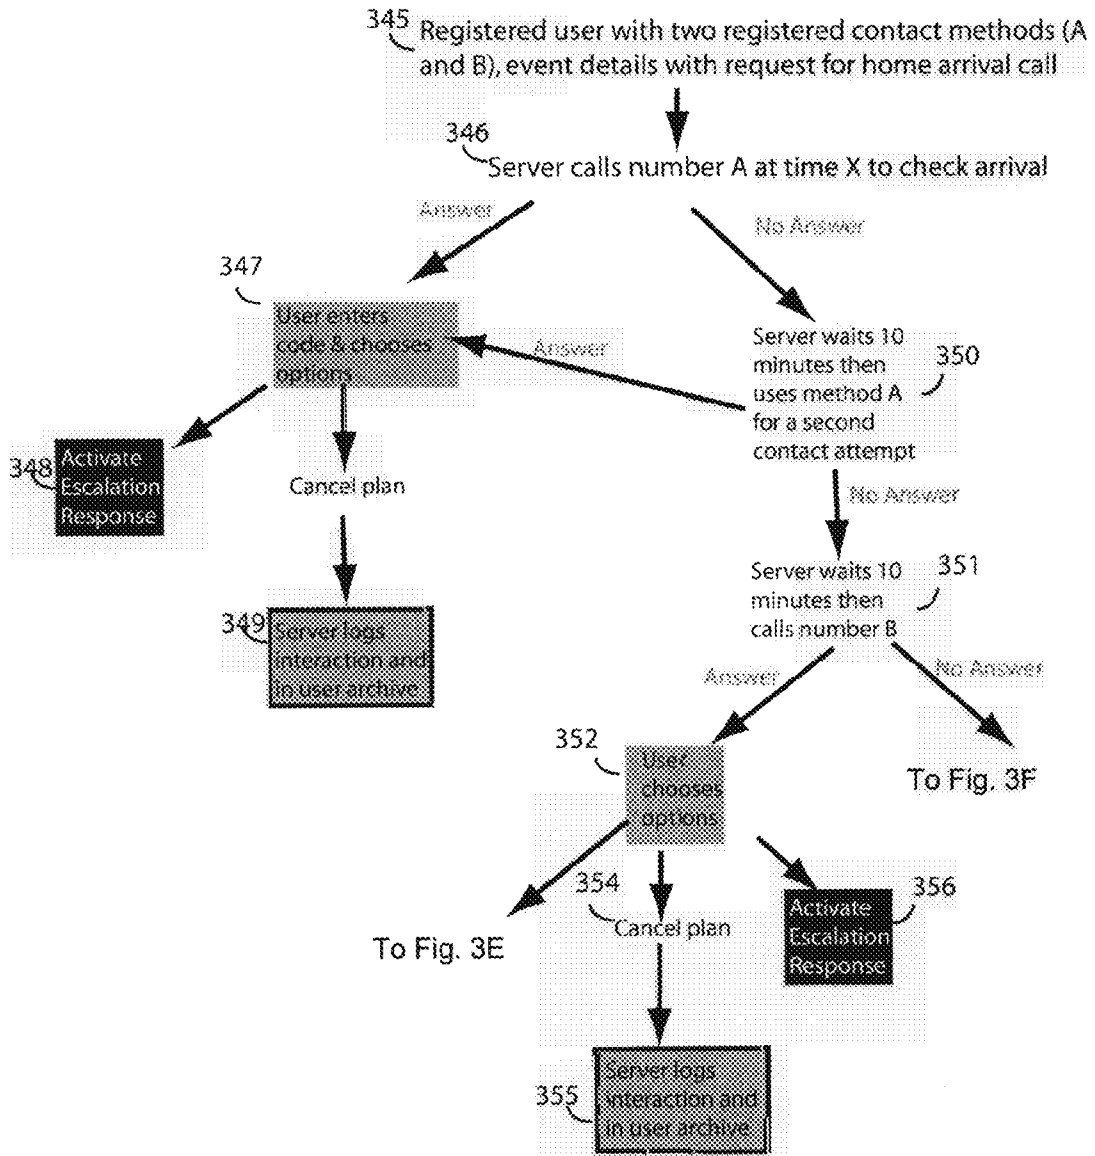 345
Registered user with two registered contact methods (A
and B), event details with request for home arrival call
346
Server calls number A at time X to check arrival
Answer
No Answer
347
User enters
code & chooses
options
Answer
Server waits 10
minutes then
uses method A
for a second
contact attempt
350
348
Activate
Escalation
Response
Cancel plan
No Answer
349
Server logs
interaction and
in user archive
Server waits 10
minutes then
calls number B
351
Answer
No Answer
352
User
chooses
options
To Fig. 3F
354
Cancel plan
356
Activate
Escalation
Response
To Fig. 3E
355
Server logs
interaction and
in user archive